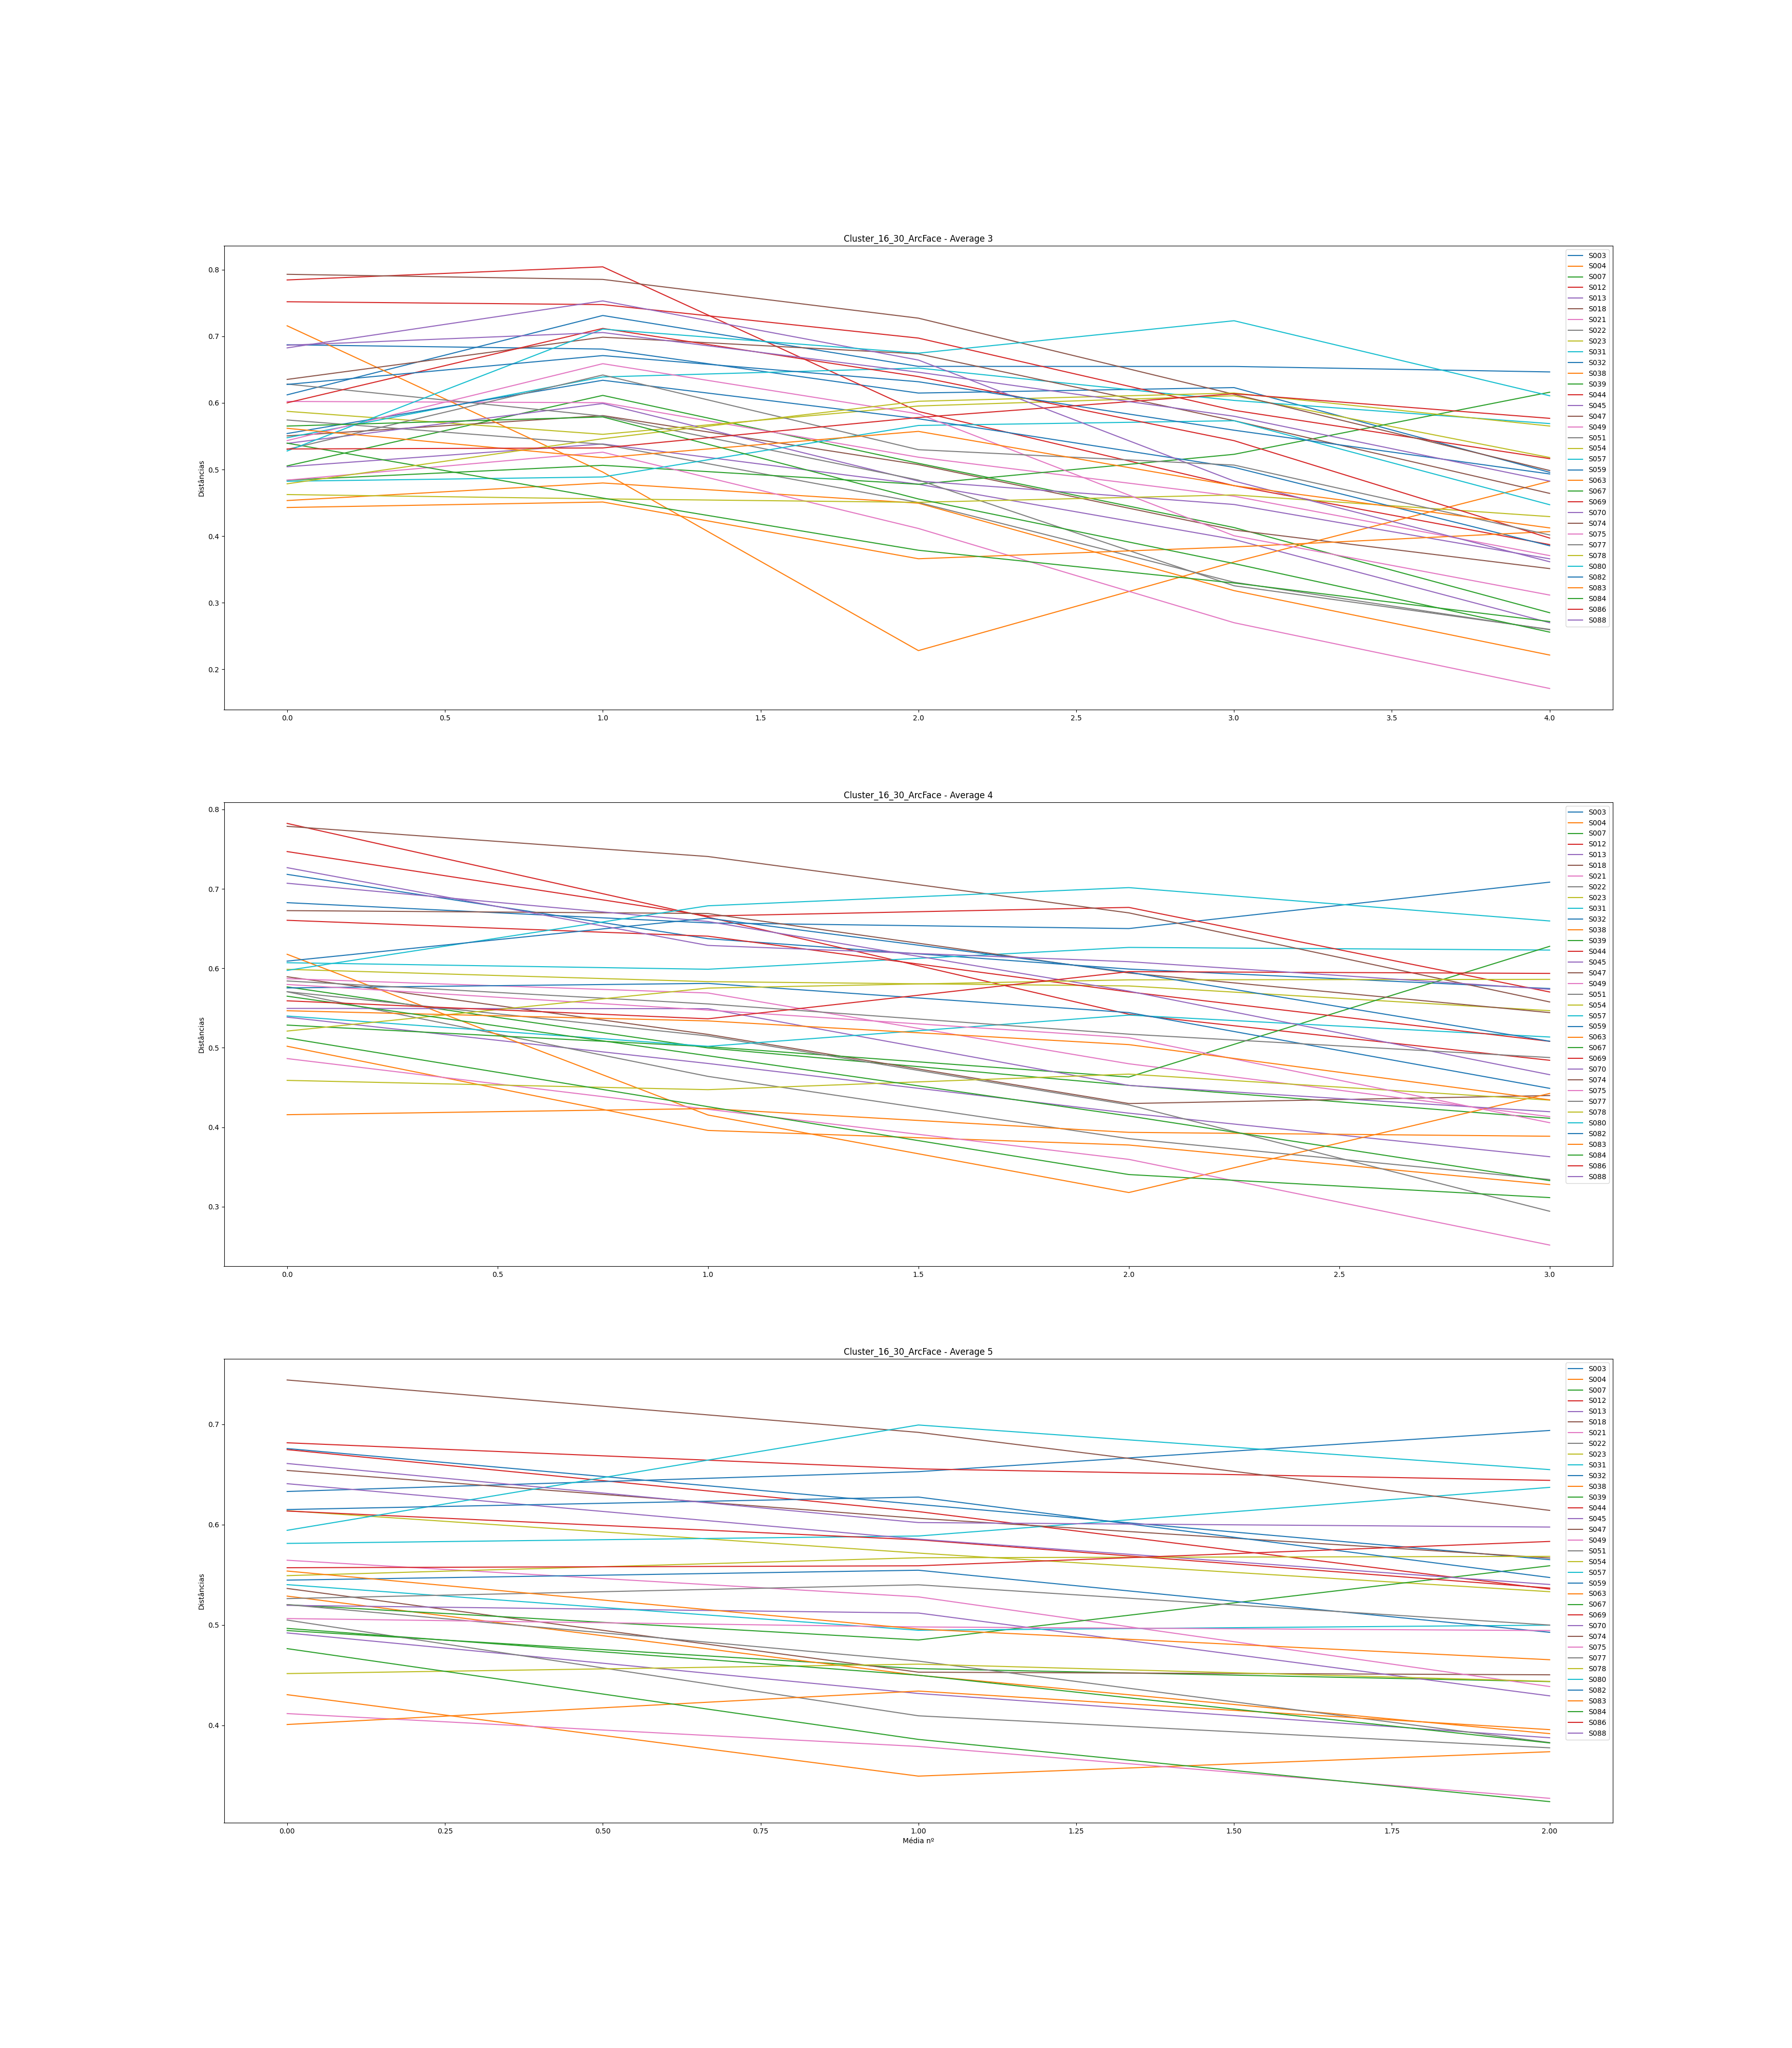 Cluster_16_30_ArcFace - Average 3
Distâncias
0.8
0.7
0.6
0.5
0.4
0.3
0.2
0.0
0.5
1.0
1.5
2.0
2.5
3.0
3.5
4.0
S003
S004
S007
S012
S013
S018
S021
S022
S023
S031
S032
S038
S039
S044
S045
S047
S049
S051
S054
S057
S059
S063
S067
S069
S070
S074
S075
S077
S078
S080
S082
S083
S084
S086
S088
Cluster_16_30_ArcFace - Average 4
Distâncias
0.8
0.7
0.6
0.5
0.4
0.3
0.0
0.5
1.0
1.5
2.0
2.5
3.0
S003
S004
S007
S012
S013
S018
S021
S022
S023
S031
S032
S038
S039
S044
S045
S047
S049
S051
S054
S057
S059
S063
S067
S069
S070
S074
S075
S077
S078
S080
S082
S083
S084
S086
S088
Cluster_16_30_ArcFace - Average 5
Distâncias
0.7
0.6
0.5
0.4
0.00
0.25
0.50
0.75
1.00
1.25
1.50
1.75
2.00
Média nº
S003
S004
S007
S012
S013
S018
S021
S022
S023
S031
S032
S038
S039
S044
S045
S047
S049
S051
S054
S057
S059
S063
S067
S069
S070
S074
S075
S077
S078
S080
S082
S083
S084
S086
S088